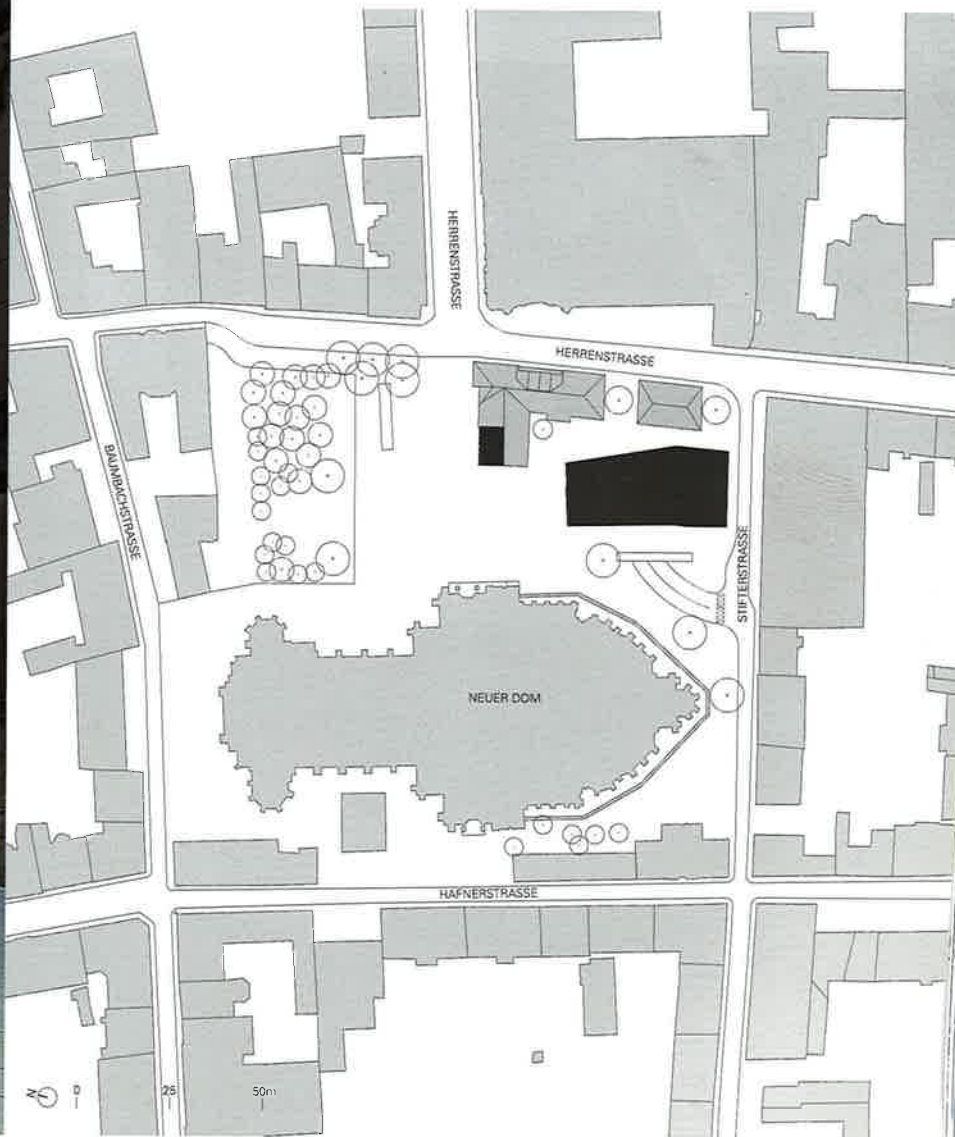 HERRENSTRASSE
HERRENSTRASSE
BAUMBACHSTRASSE
STIFTERSTRASSE
NEUER DOM
HAFNERSTRASSE
N 0 25 50m